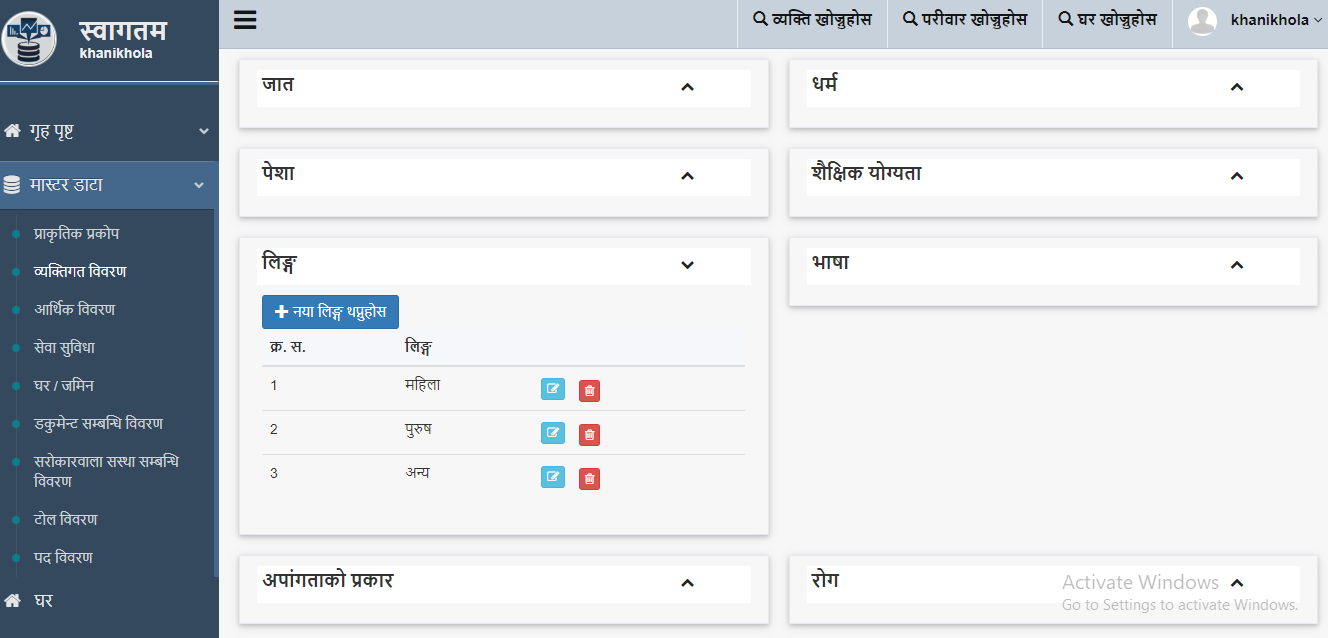 स्वागतम
khanikhola
व्यक्ति खोज्नुहोस
परीवार खोज्नुहोस
घर खोज्नुहोस
khanikhola
गृह पृष्ट
मास्टर डाटा
प्राकृतिक प्रकोप
व्यक्तिगत विवरण
आर्थिक विवरण
सेवा सुविधा
घर / जमिन
डकुमेन्ट सम्बन्धि विवरण
सरोकारवाला सस्था सम्बन्धि
विवरण
टोल विवरण
पद विवरण
घर
जात
धर्म
पेशा
शैक्षिक योग्यता
लिङ्ग
भाषा
नया लिङ्ग थप्नुहोस
क्र. स. लिङ्ग
1 महिला
2 पुरुष
3 अन्य
अपांगताको प्रकार
रोग
Activate Windows
Go to Settings to activate Windows.